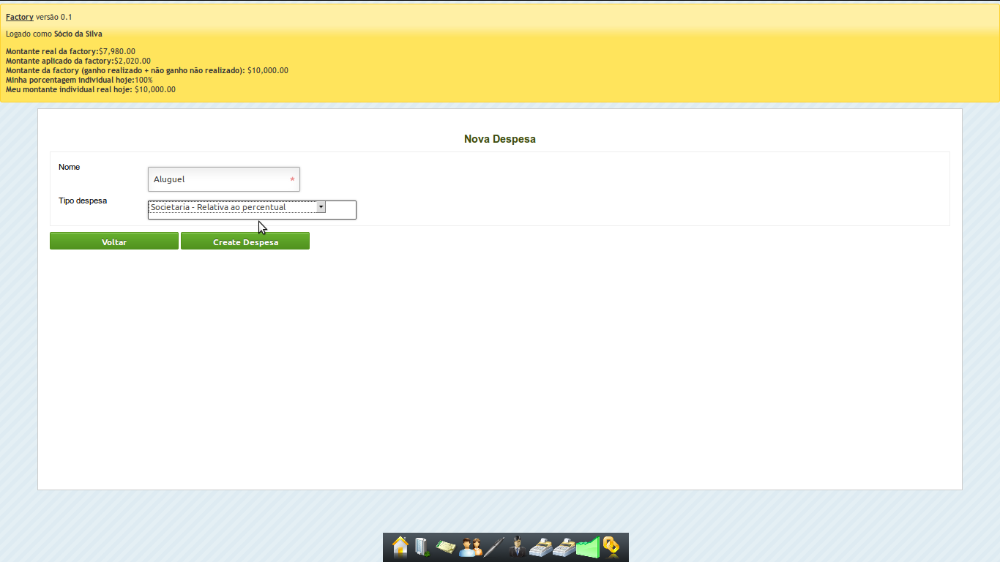 Factory versão 0.1
Logado como Sócio da Silva
Montante real da factory:$7,980.00
Montante aplicado da factory:$2,020.00
Montante da factory (ganho realizado + não ganho não realizado): $10,000.00
Minha porcentagem individual hoje:100%
Meu montante individual real hoje: $10,000.00
Nova Despesa
Nome
Aluguel *
Tipo despesa
Societaria - Relativa ao percentual
Voltar Create Despesa